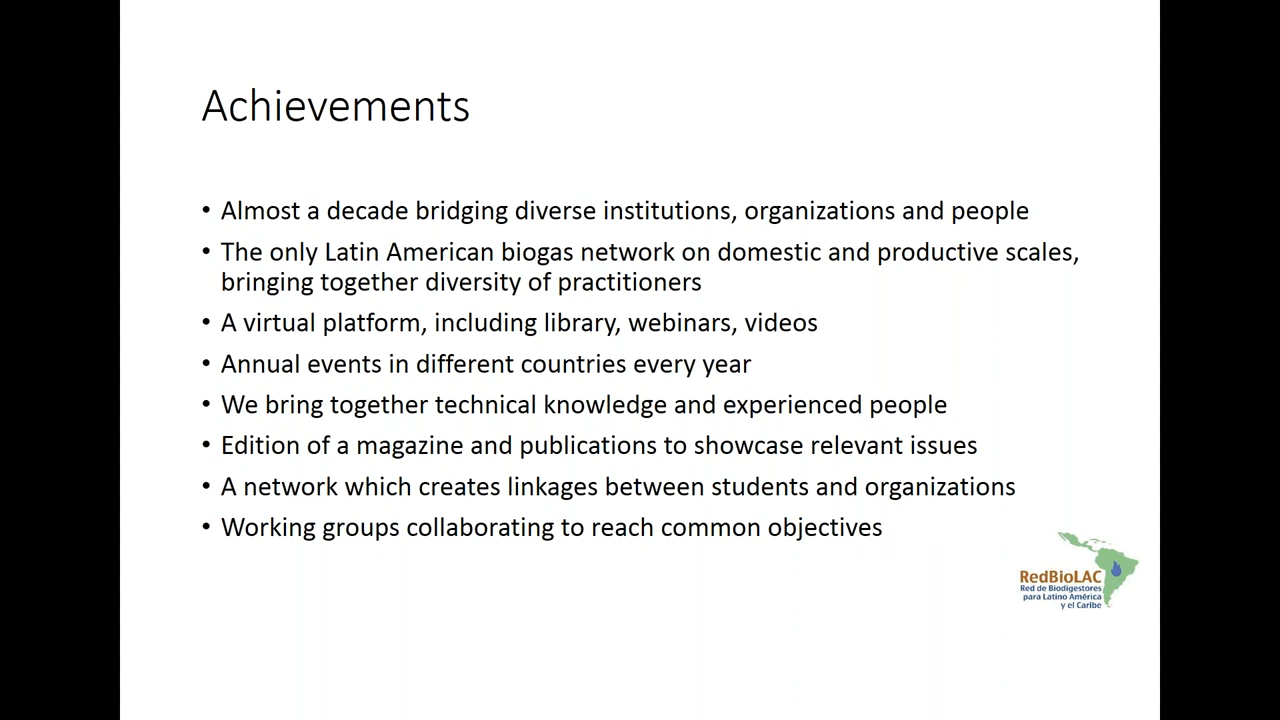 Achievements
• Almost a decade bridging diverse institutions, organizations and people
• The only Latin American biogas network on domestic and productive scales,
bringing together diversity of practitioners
• A virtual platform, including library, webinars, videos
• Annual events in different countries every year
• We bring together technical knowledge and experienced people
• Edition of a magazine and publications to showcase relevant issues
• A network which creates linkages between students and organizations
• Working groups collaborating to reach common objectives
RedBioLAC
Red de Biodigestores
para Latino América
y el Caribe